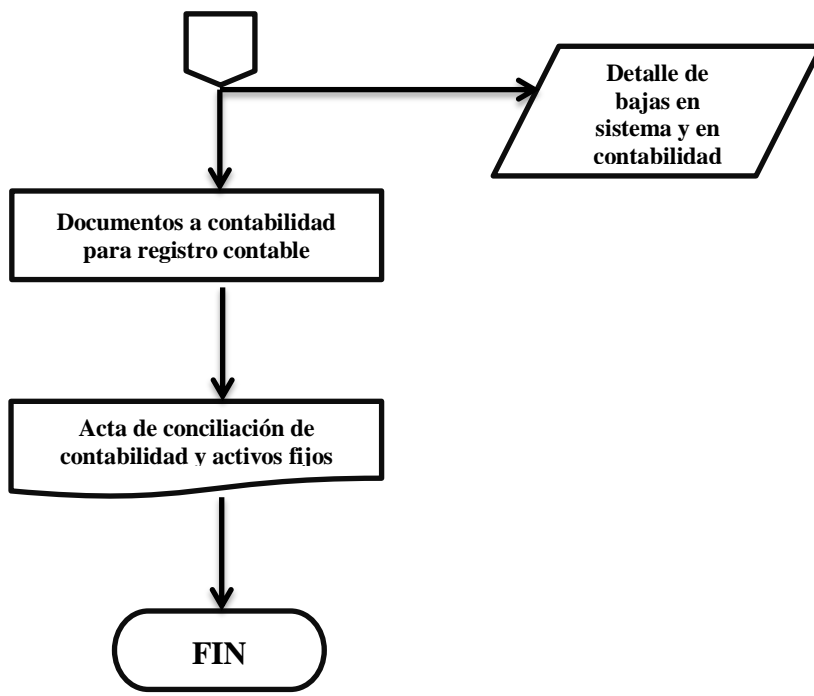 Detalle de
bajas en
sistema y en
contabilidad
Documentos a contabilidad
para registro contable
Acta de conciliación de
contabilidad y activos fijos
FIN